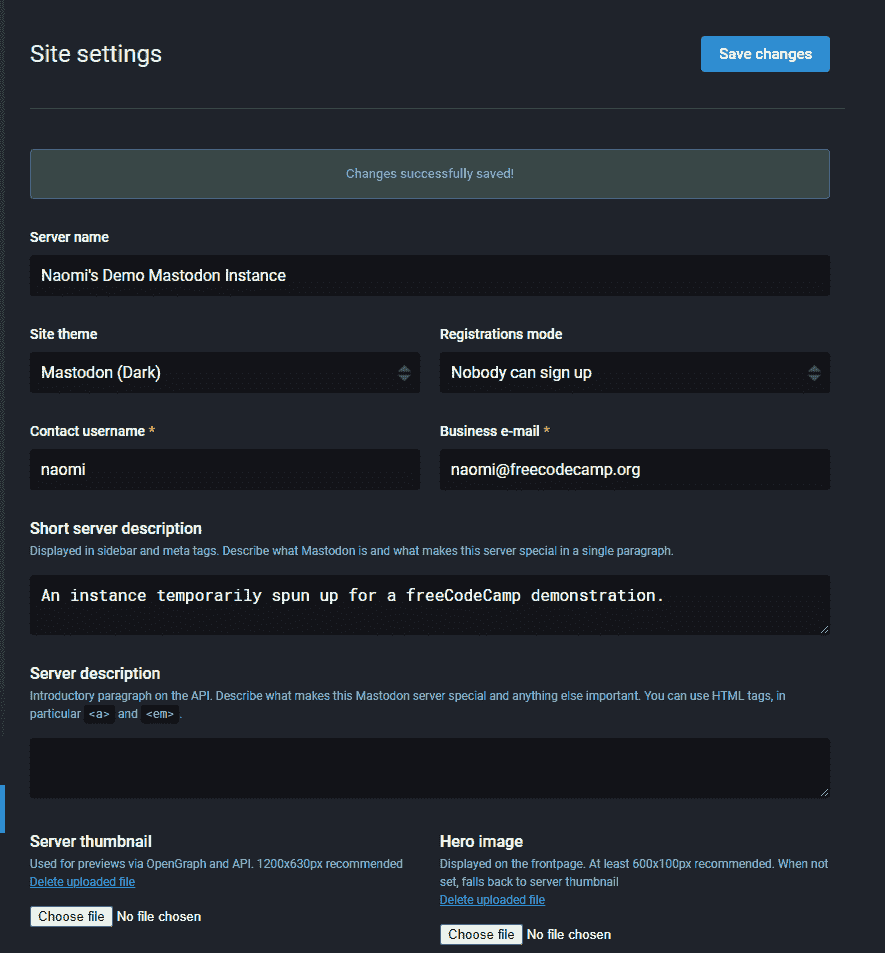 Site settings
Save changes
Changes successfully saved!
Server name
Naomi's Demo Mastodon Instance
Site theme
Registrations mode
Mastodon (Dark)
Nobody can sign up
Contact username *
Business e-mail *
naomi
naomi@freecodecamp.org
Short server description
Displayed in sidebar and meta tags. Describe what Mastodon is and what makes this server special in a single paragraph.
An instance temporarily spun up for a freeCodeCamp demonstration.
Server description
Introductory paragraph on the API. Describe what makes this Mastodon server special and anything else important. You can use HTML tags, in
particular <a> and <em>.
Server thumbnail
Used for previews via OpenGraph and API. 1200x630px recommended
Delete uploaded file
Choose file No file chosen
Hero image
Displayed on the frontpage. At least 600x100px recommended. When not
set, falls back to server thumbnail
Delete uploaded file
Choose file No file chosen